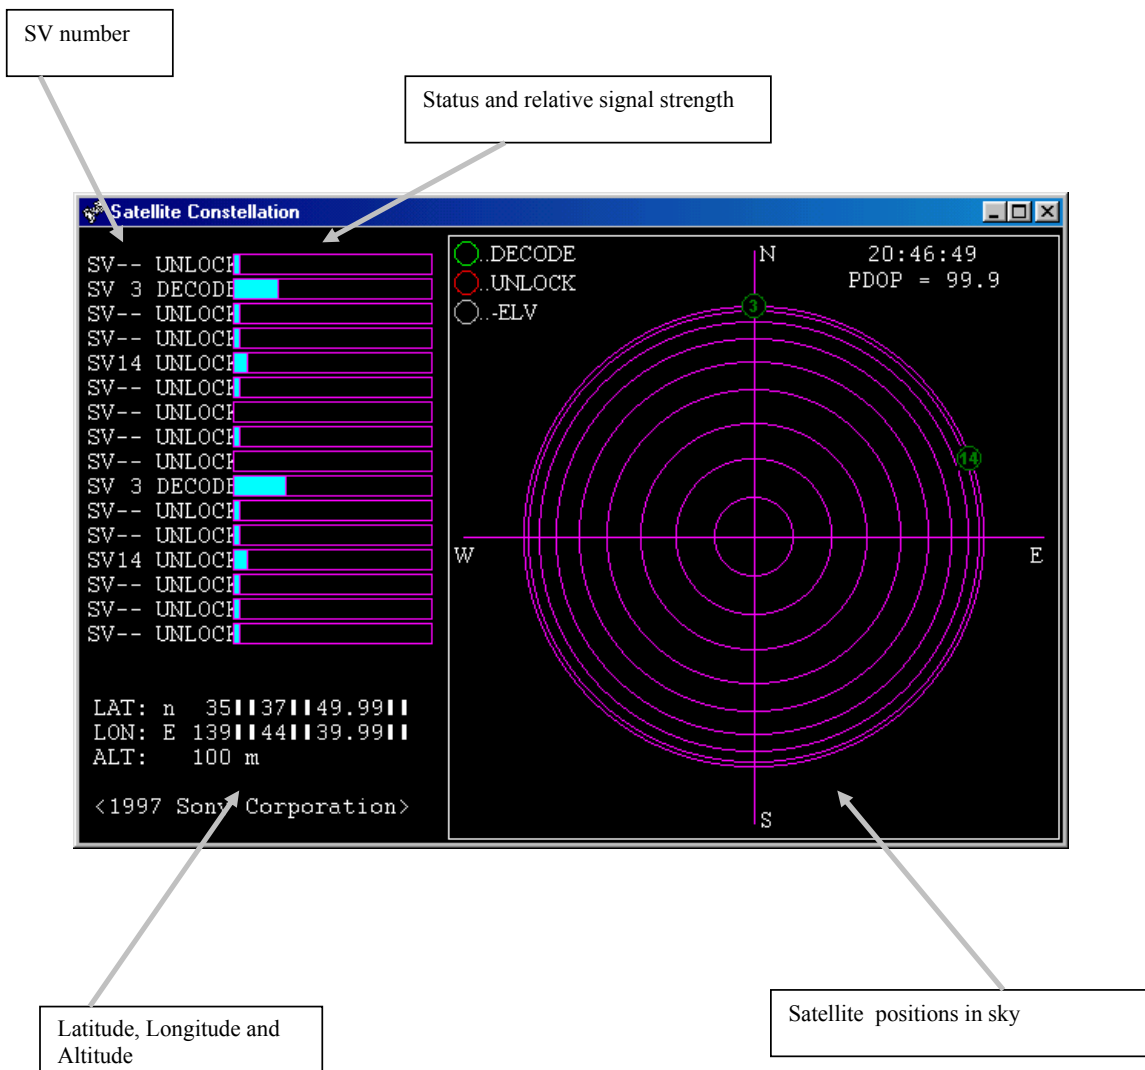 SV number
Status and relative signal strength
Satellite Constellation
SV-- UNLOCK
SV 3 DECODE
SV-- UNLOCK
SV-- UNLOCK
SV14 UNLOCK
SV-- UNLOCK
SV-- UNLOCK
SV-- UNLOCK
SV-- UNLOCK
SV 3 DECODE
SV-- UNLOCK
SV-- UNLOCK
SV14 UNLOCK
SV-- UNLOCK
SV-- UNLOCK
SV-- UNLOCK
LAT: n 35▮▮37▮▮49.99▮▮
LON: E 139▮▮44▮▮39.99▮▮
ALT: 100 m
<1997 Sony Corporation>
..DECODE
..UNLOCK
..-ELV
N
20:46:49
PDOP = 99.9
3
14
W
E
S
Latitude, Longitude and
Altitude
Satellite positions in sky